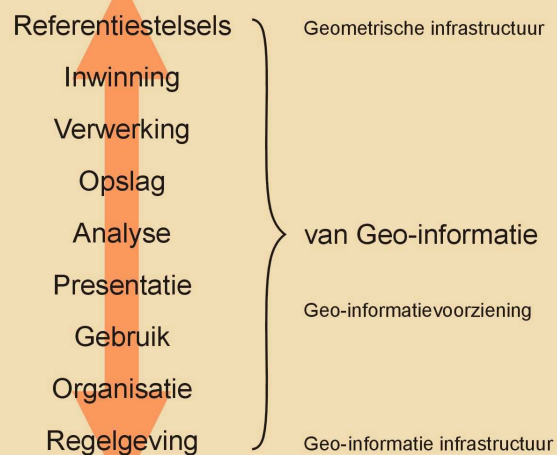 Referentiestelsels
Inwinning
Verwerking
Opslag
Analyse
Presentatie
Gebruik
Organisatie
Regelgeving
Geometrische infrastructuur
van Geo-informatie
Geo-informatievoorziening
Geo-informatie infrastructuur